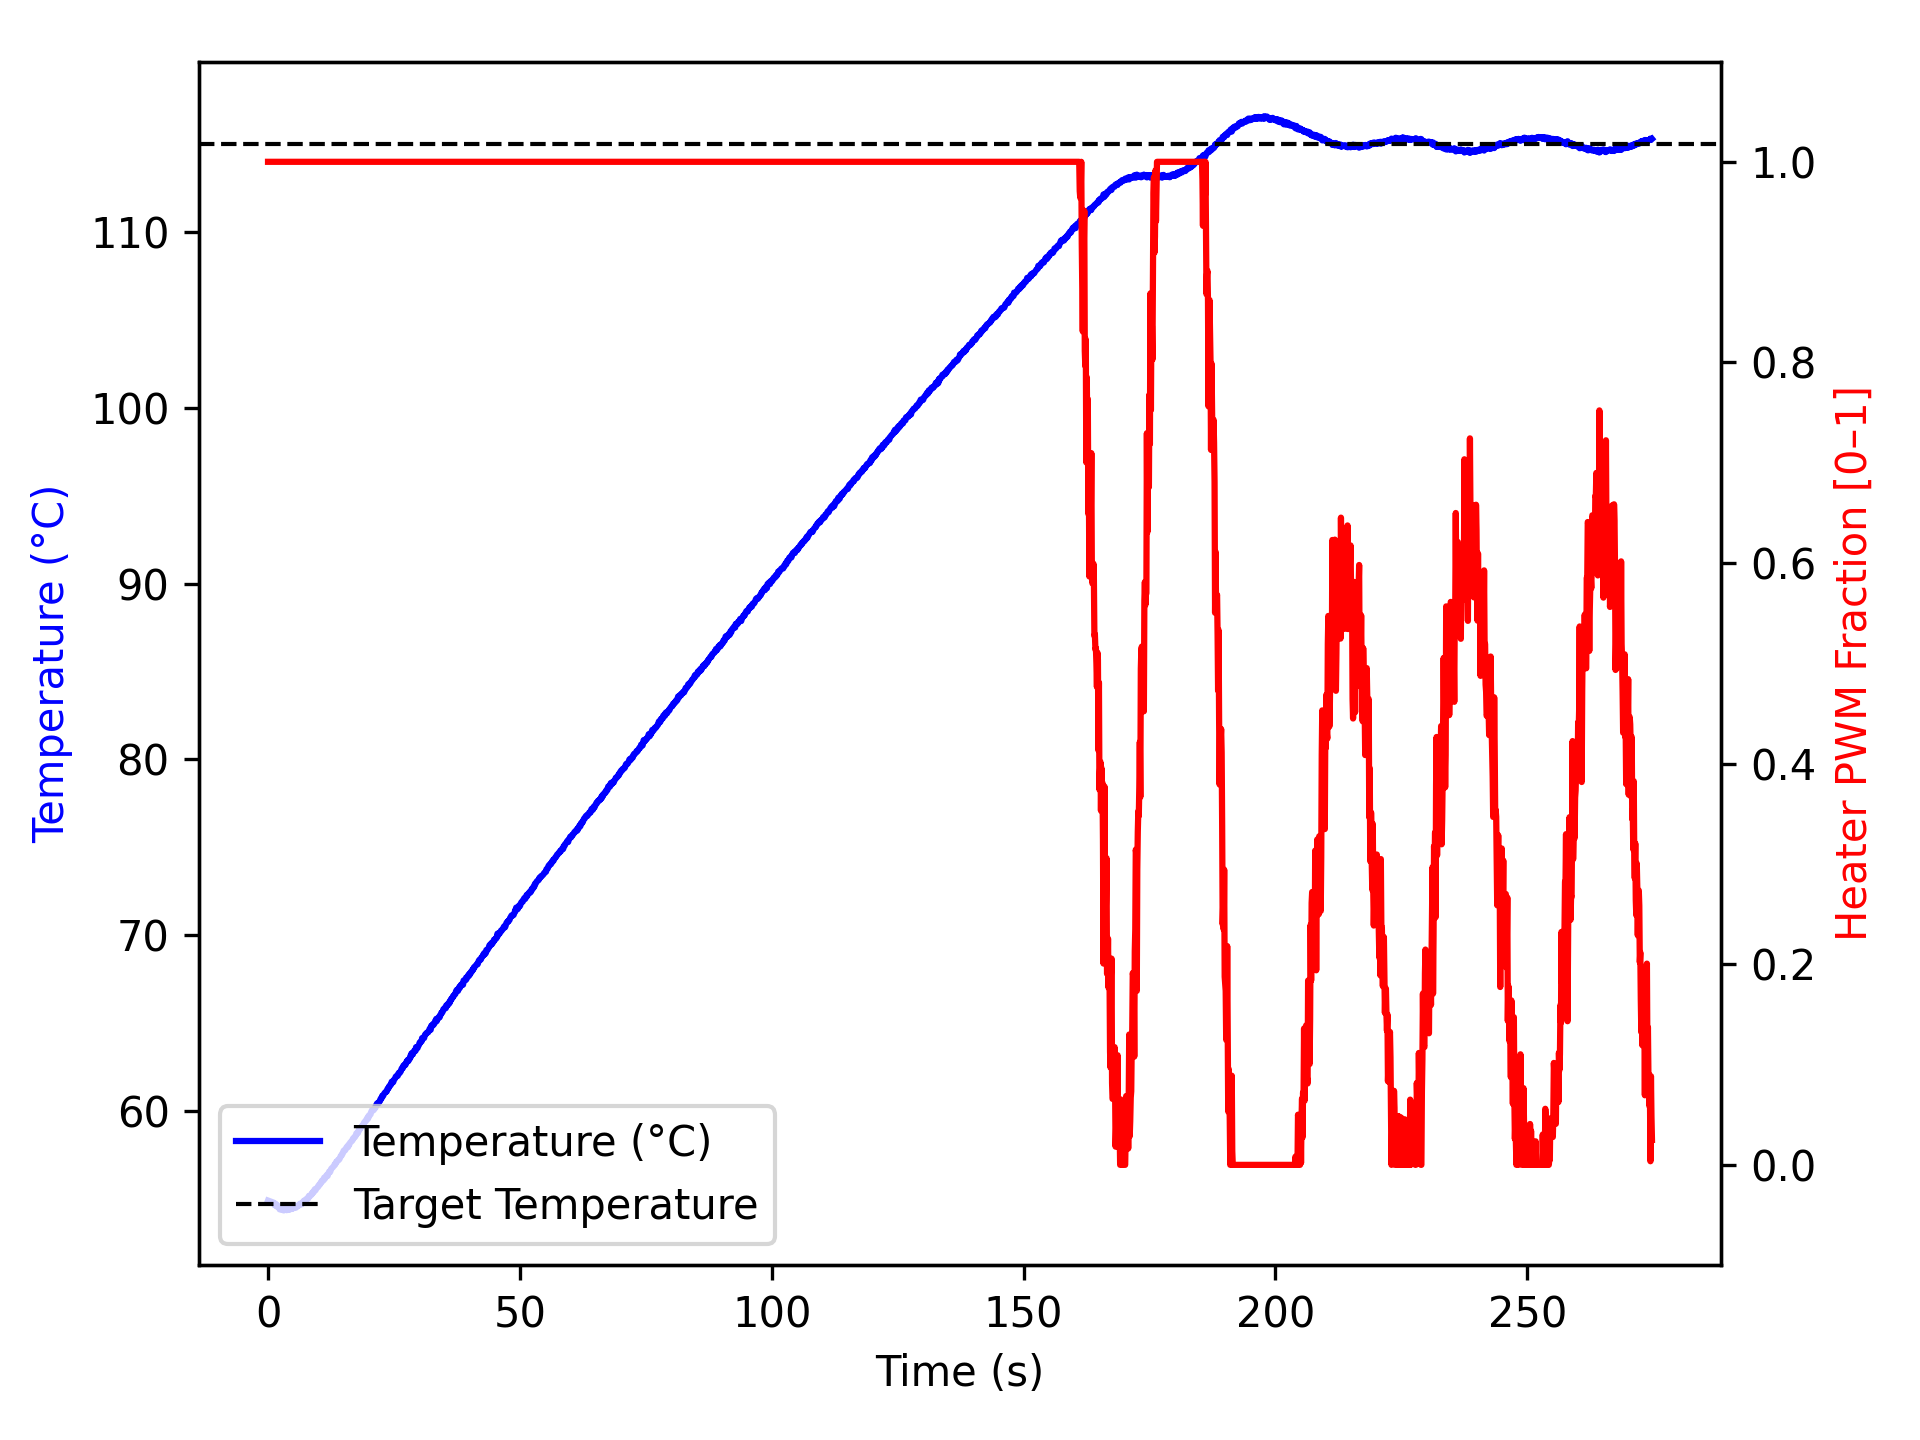 110
100
90
80
70
60
Temperature (°C)
1.0
0.8
0.6
0.4
0.2
0.0
Heater PWM Fraction [0–1]
Temperature (°C)
Target Temperature
0 50 100 150 200 250
Time (s)